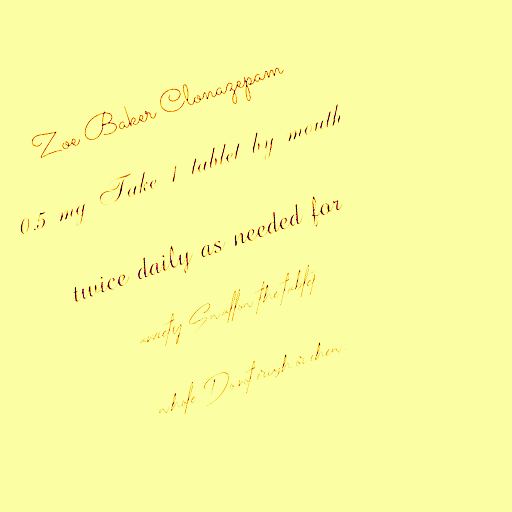 Zoe Baker Clonazepam
0.5 mg Take 1 tablet by mouth
twice daily as needed for
anxiety Swallow the tablet
whole Do not crush or chew